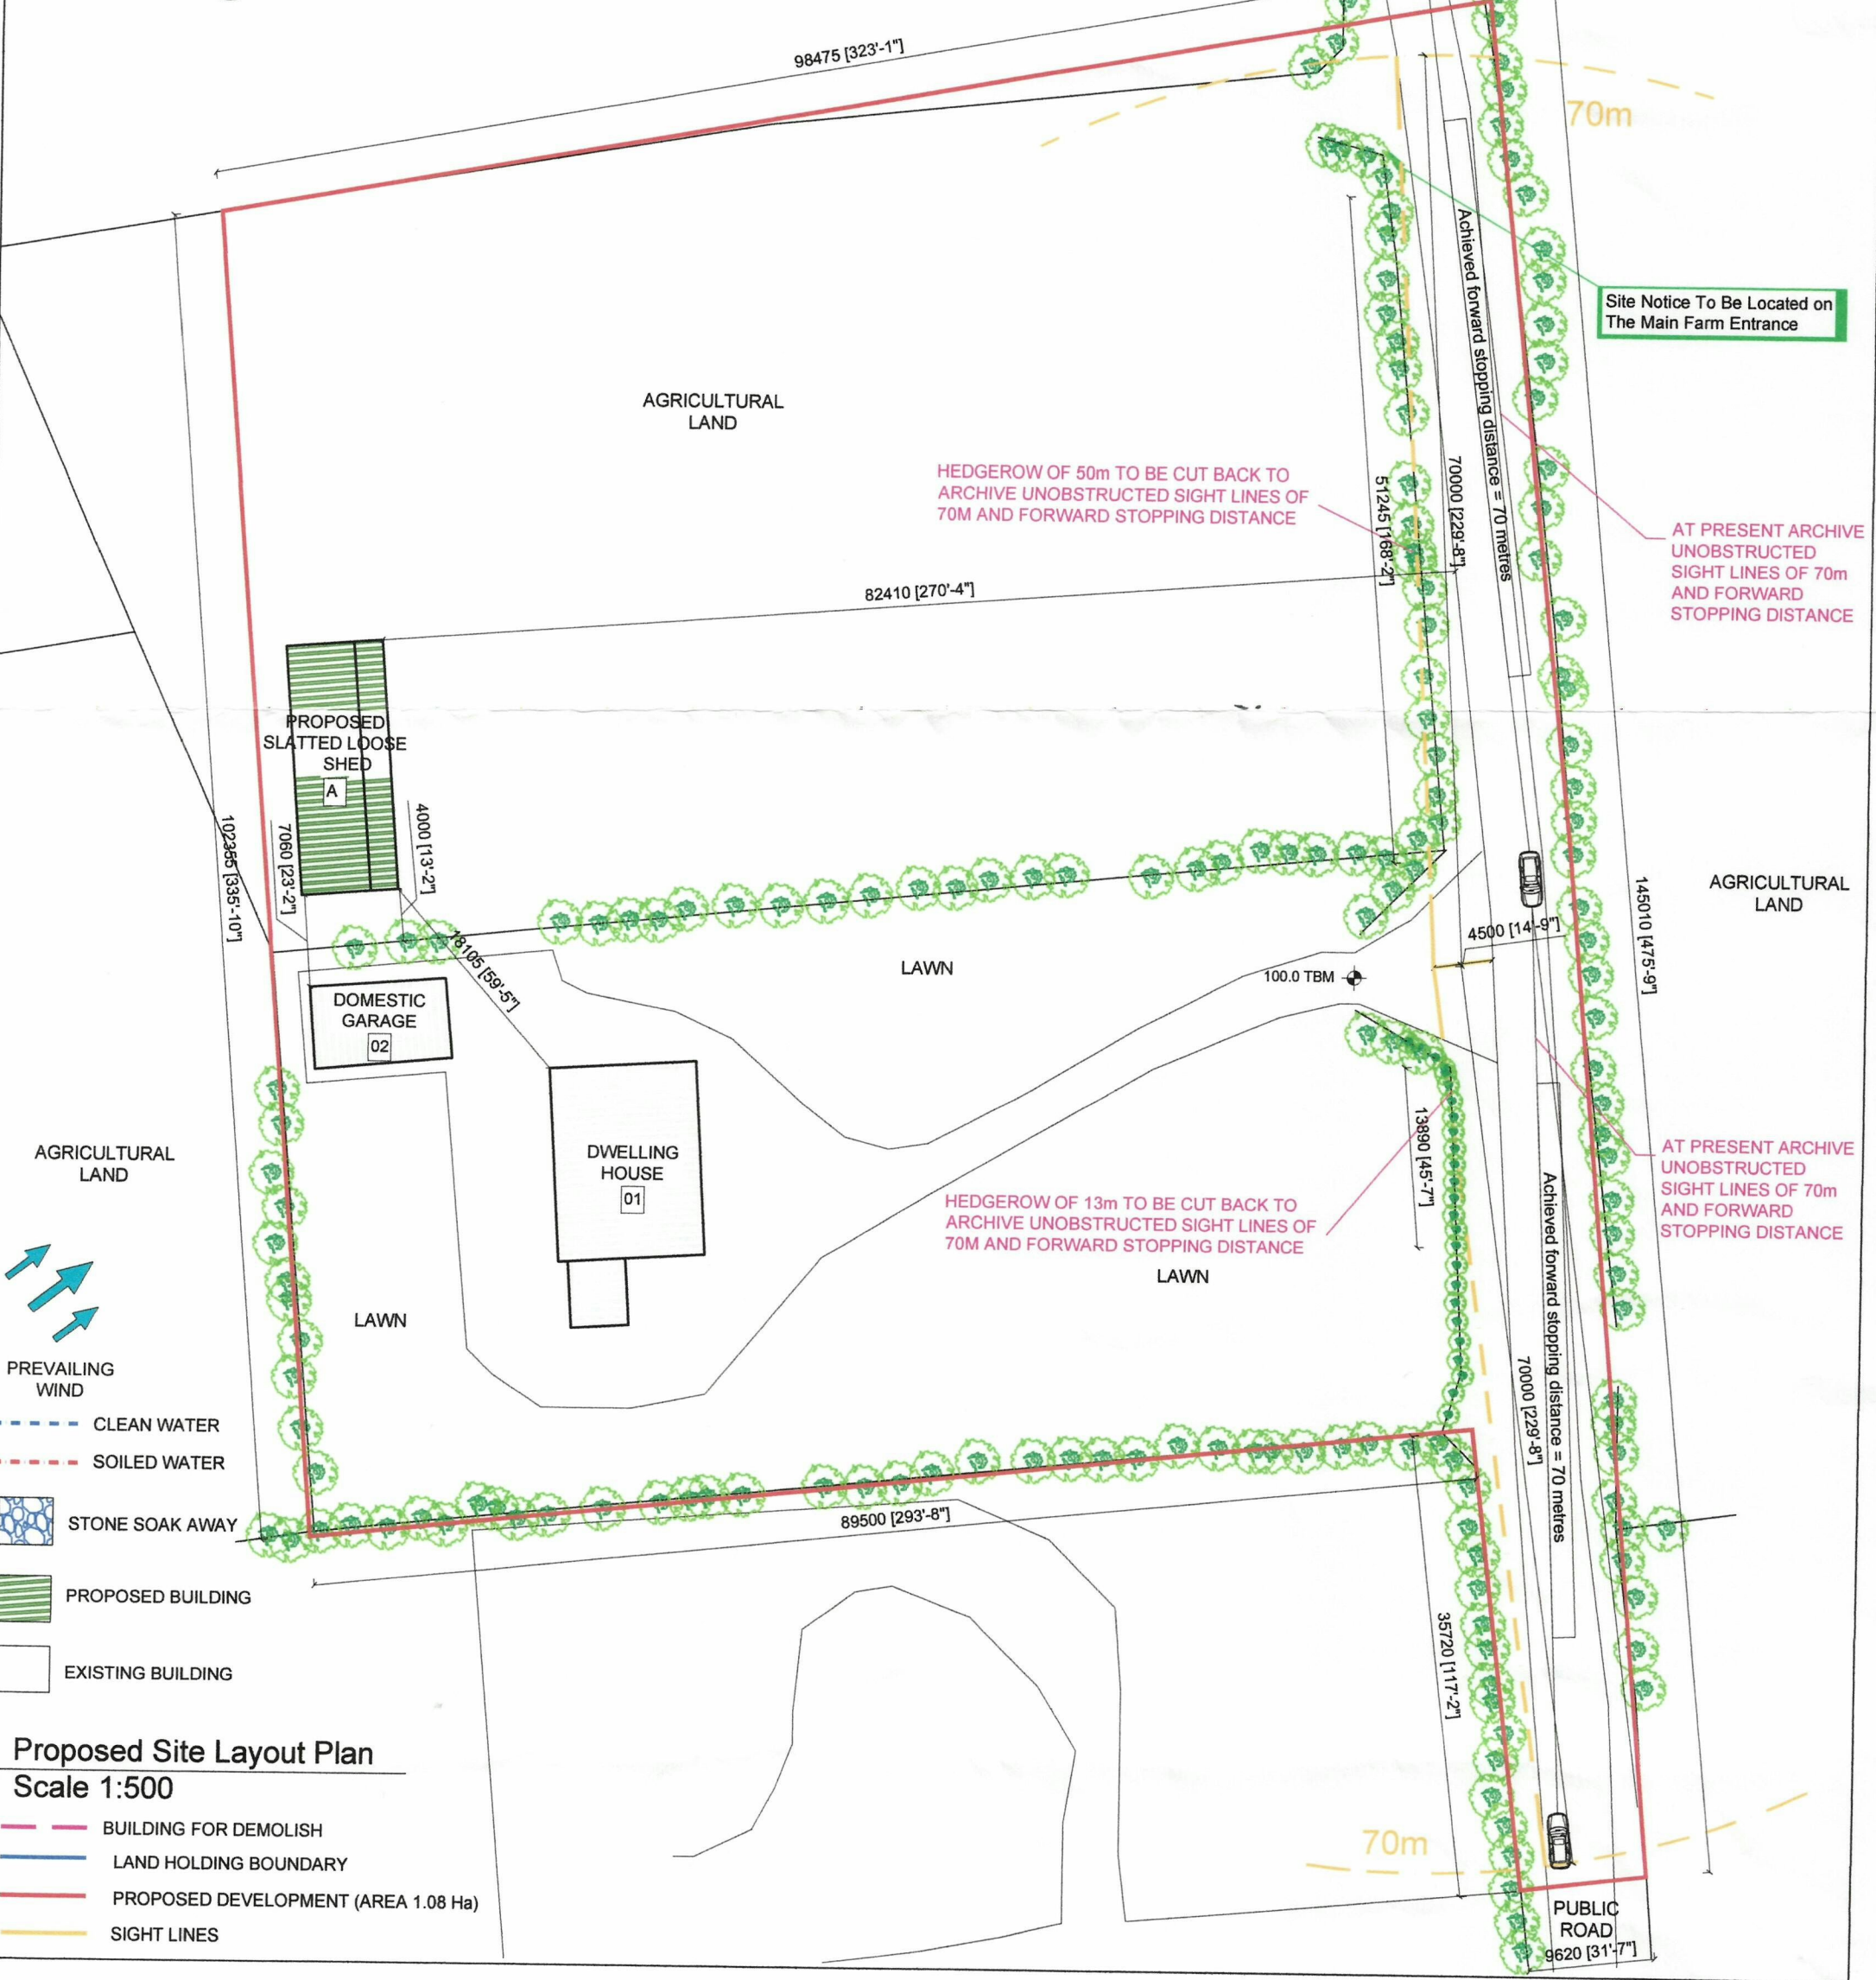 98475 [323'-1"]
70m
Achieved forward stopping distance = 70 metres
Site Notice To Be Located on
The Main Farm Entrance
AGRICULTURAL
LAND
HEDGEROW OF 50m TO BE CUT BACK TO
ARCHIVE UNOBSTRUCTED SIGHT LINES OF
70M AND FORWARD STOPPING DISTANCE
51245 [168'-2"]
70000 [229'-8"]
AT PRESENT ARCHIVE
UNOBSTRUCTED
SIGHT LINES OF 70m
AND FORWARD
STOPPING DISTANCE
82410 [270'-4"]
PROPOSED
SLATTED LOOSE
SHED
A
102355 [335'-10"]
7060 [23'-2"]
4000 [13'-2"]
18105 [59'-5"]
LAWN
100.0 TBM
4500 [14'-9"]
145010 [475'-9"]
AGRICULTURAL
LAND
DOMESTIC
GARAGE
02
DWELLING
HOUSE
01
AGRICULTURAL
LAND
13890 [45'-7"]
HEDGEROW OF 13m TO BE CUT BACK TO
ARCHIVE UNOBSTRUCTED SIGHT LINES OF
70M AND FORWARD STOPPING DISTANCE
LAWN
AT PRESENT ARCHIVE
UNOBSTRUCTED
SIGHT LINES OF 70m
AND FORWARD
STOPPING DISTANCE
Achieved forward stopping distance = 70 metres
70000 [229'-8"]
LAWN
PREVAILING
WIND
CLEAN WATER
SOILED WATER
STONE SOAK AWAY
PROPOSED BUILDING
EXISTING BUILDING
89500 [293'-8"]
35720 [117'-2"]
Proposed Site Layout Plan
Scale 1:500
BUILDING FOR DEMOLISH
LAND HOLDING BOUNDARY
PROPOSED DEVELOPMENT (AREA 1.08 Ha)
SIGHT LINES
70m
PUBLIC
ROAD
9620 [31'-7"]